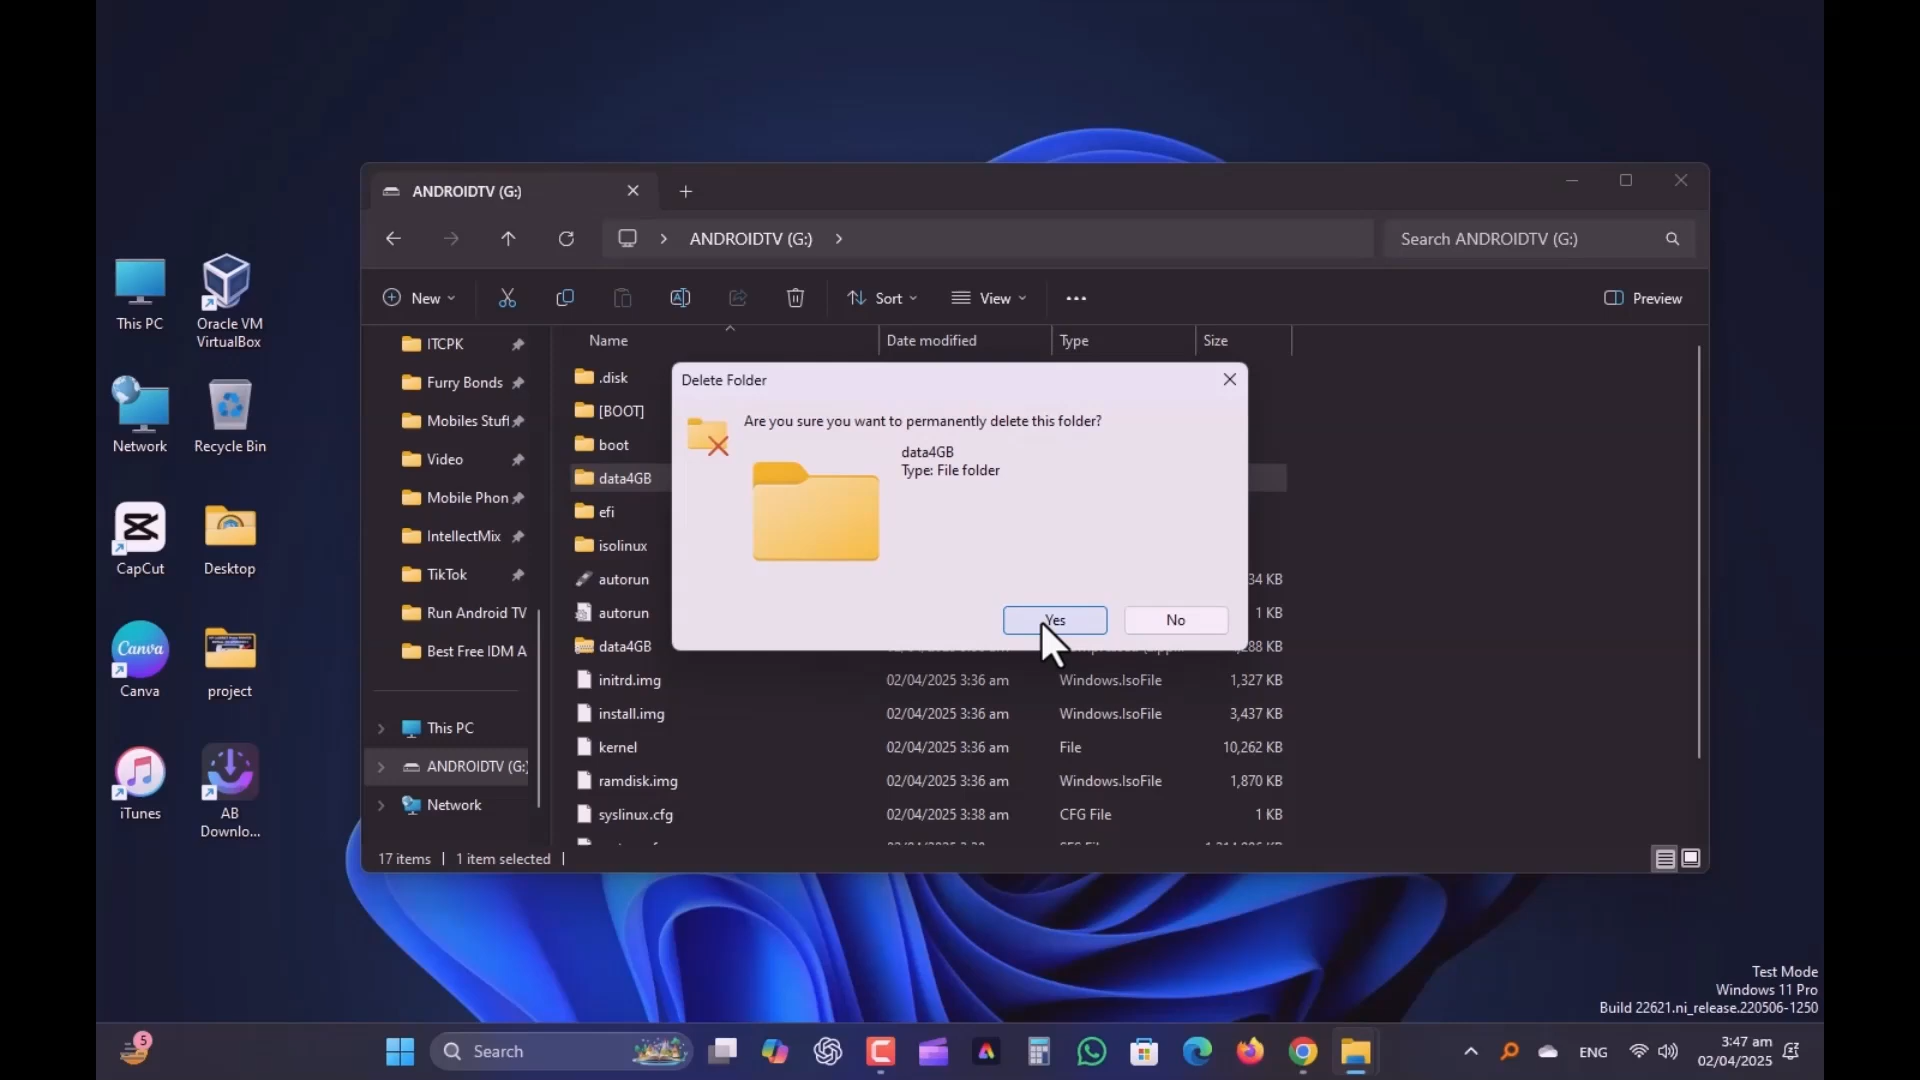 ANDROIDTV (G:)
ANDROIDTV (G:)
Search ANDROIDTV (G:)
New
Sort
View
Preview
Name
Date modified
Type
Size
ITCPK
Furry Bonds
Mobiles Stuff
Video
Mobile Phon
IntellectMix
TikTok
Run Android TV
Best Free IDM A
This PC
ANDROIDTV (G:)
Network
.disk
[BOOT]
boot
data4GB
efi
isolinux
autorun
34 KB
autorun
1 KB
data4GB
288 KB
initrd.img 02/04/2025 3:36 am Windows.IsoFile 1,327 KB
install.img 02/04/2025 3:36 am Windows.IsoFile 3,437 KB
kernel 02/04/2025 3:36 am File 10,262 KB
ramdisk.img 02/04/2025 3:36 am Windows.IsoFile 1,870 KB
syslinux.cfg 02/04/2025 3:38 am CFG File 1 KB
17 items 1 item selected
Delete Folder
Are you sure you want to permanently delete this folder?
data4GB
Type: File folder
Yes
No
This PC
Oracle VM
VirtualBox
Network
Recycle Bin
CapCut
Desktop
Canva
Canva
project
iTunes
AB
Downlo...
Test Mode
Windows 11 Pro
Build 22621.ni_release.220506-1250
5
Search
ENG
3:47 am
02/04/2025